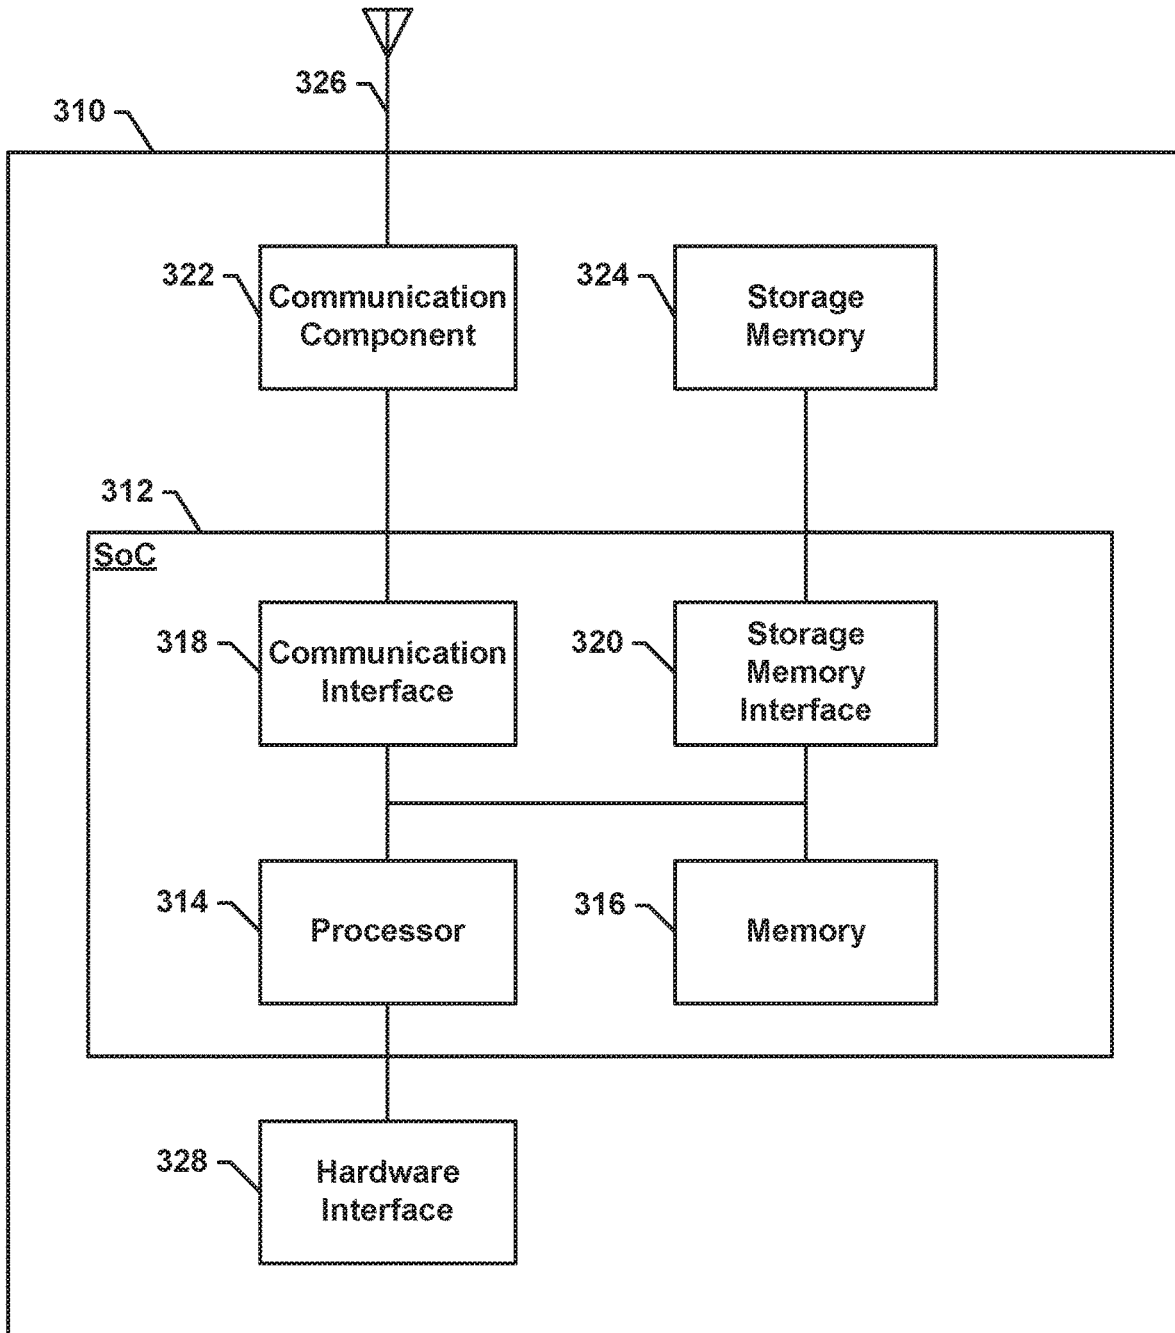 326
310
322
Communication
Component
324
Storage
Memory
312
SoC
318
Communication
Interface
320
Storage
Memory
Interface
314
Processor
316
Memory
328
Hardware
Interface